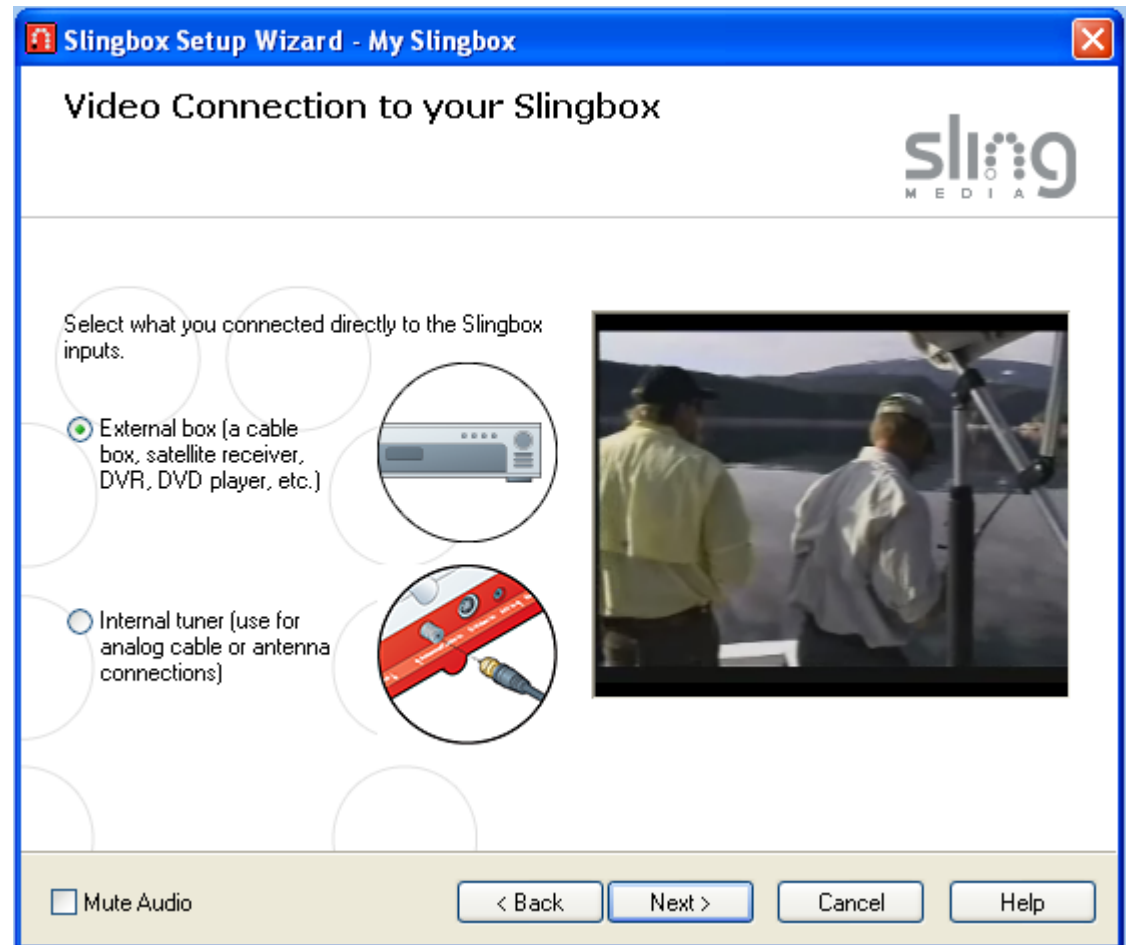 Slingbox Setup Wizard - My Slingbox
Video Connection to your Slingbox
sling
MEDIA
Select what you connected directly to the Slingbox
inputs.
External box (a cable
box, satellite receiver,
DVR, DVD player, etc.)
Internal tuner (use for
analog cable or antenna
connections)
Mute Audio
< Back
Next >
Cancel
Help